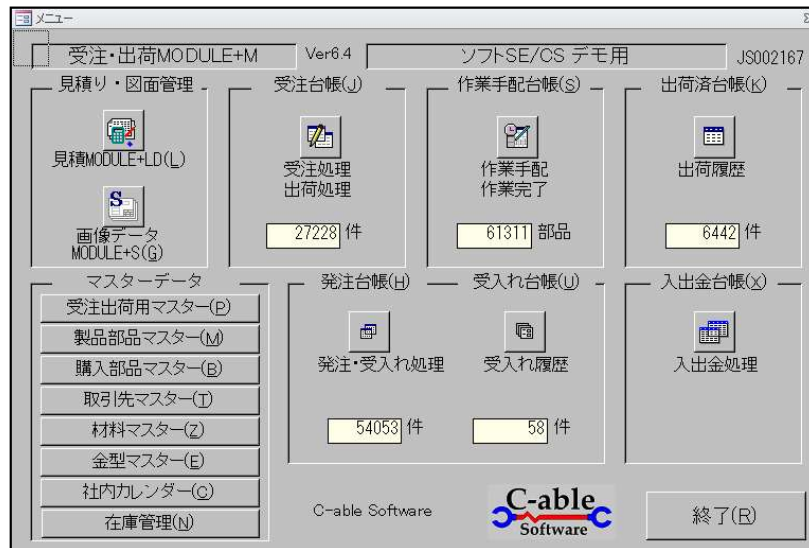 メニュー
受注・出荷MODULE+M
Ver6.4
ソフトSE/CS デモ用
JS002167
見積り・図面管理
見積MODULE+LD(L)
画像データ
MODULE+S(G)
受注台帳(J)
受注処理
出荷処理
27228 件
作業手配台帳(S)
作業手配
作業完了
61311 部品
出荷済台帳(K)
出荷履歴
6442 件
マスターデータ
受注出荷用マスター(P)
製品部品マスター(M)
購入部品マスター(B)
取引先マスター(T)
材料マスター(Z)
金型マスター(E)
社内カレンダー(C)
在庫管理(N)
発注台帳(H)
発注・受入れ処理
54053 件
受入れ台帳(U)
受入れ履歴
58 件
入出金台帳(X)
入出金処理
C-able Software
C-able
Software
終了(R)